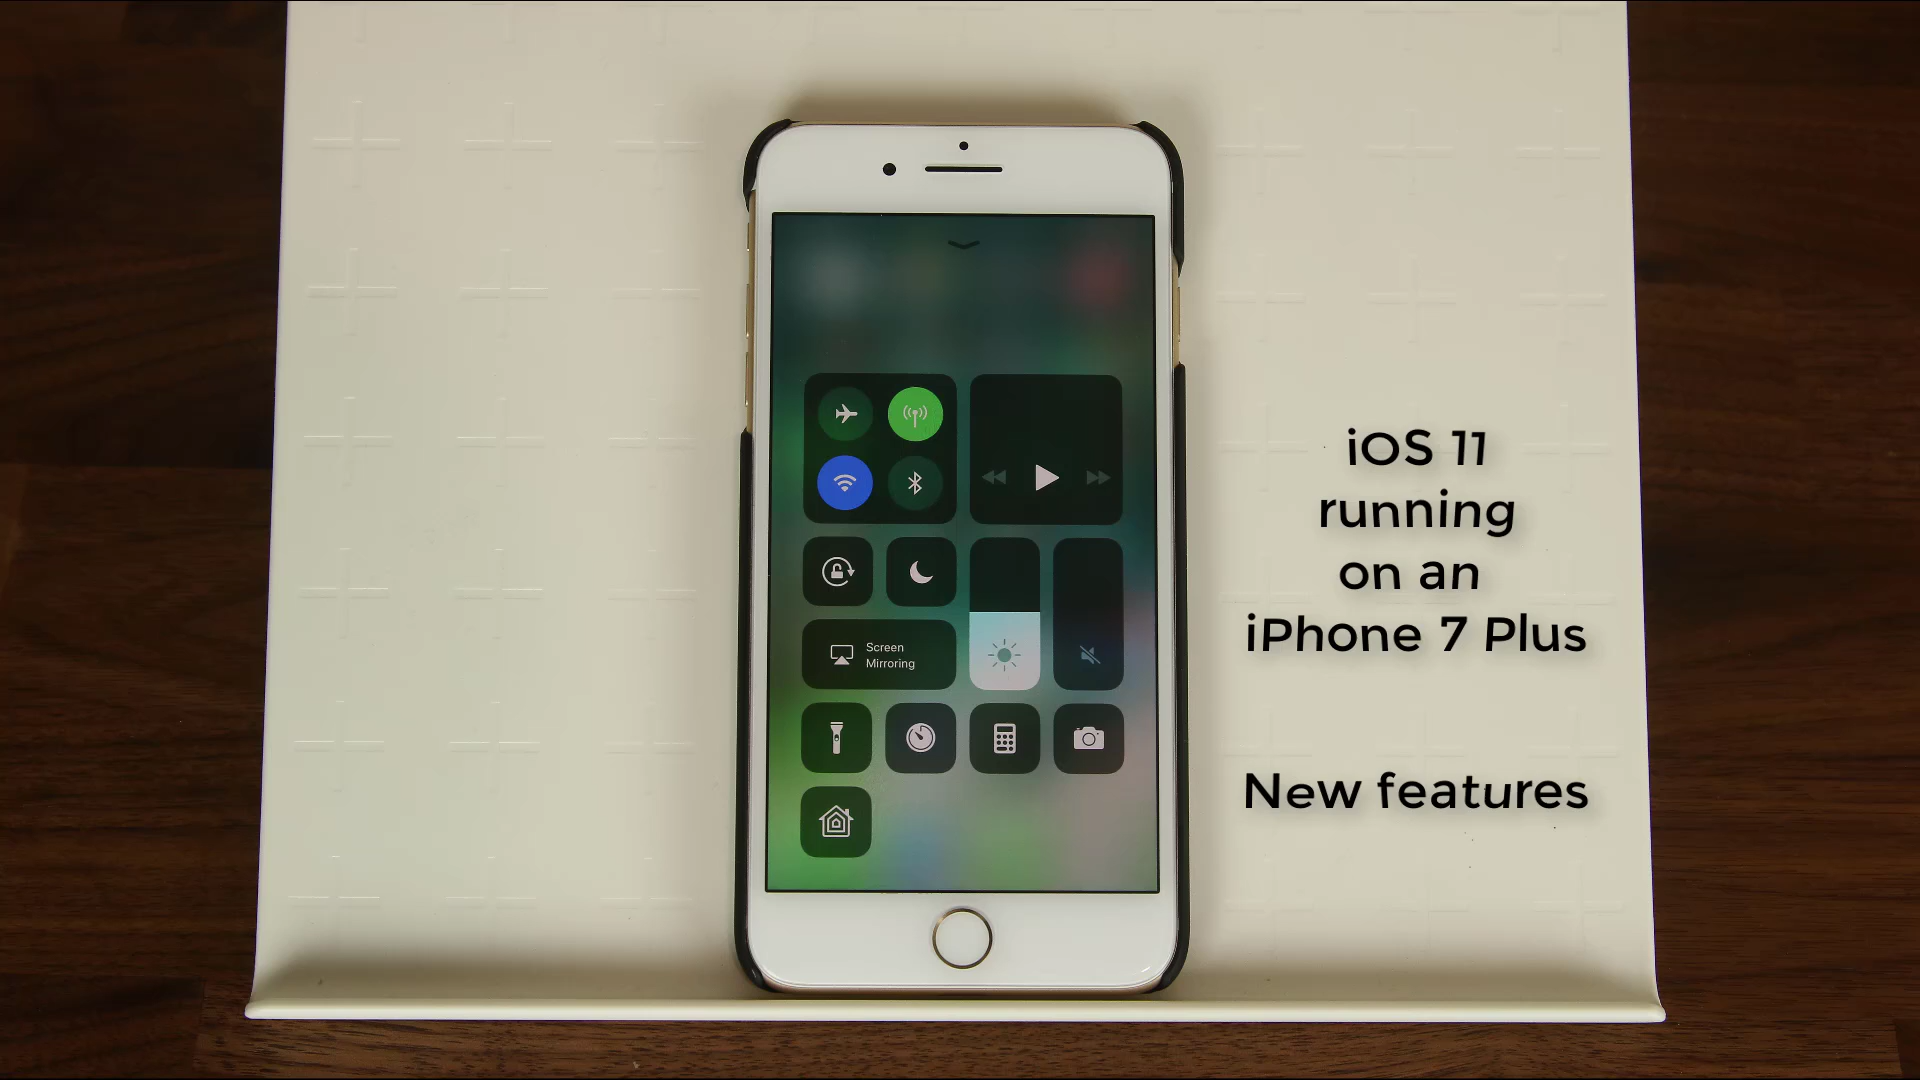 Screen
Mirroring
iOS 11
running
on an
iPhone 7 Plus
New features